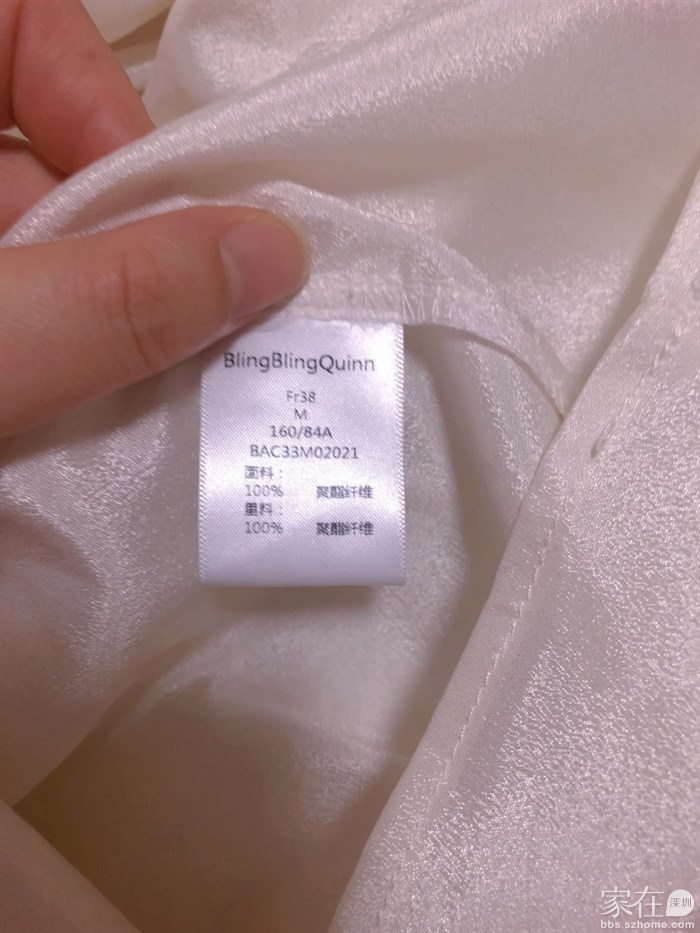 BlingBlingQuinn
Fr38
M
160/84A
BAC33M02021
面料：
100% 聚酯纤维
里料：
100% 聚酯纤维
家在 深圳
bbs.szhome.com